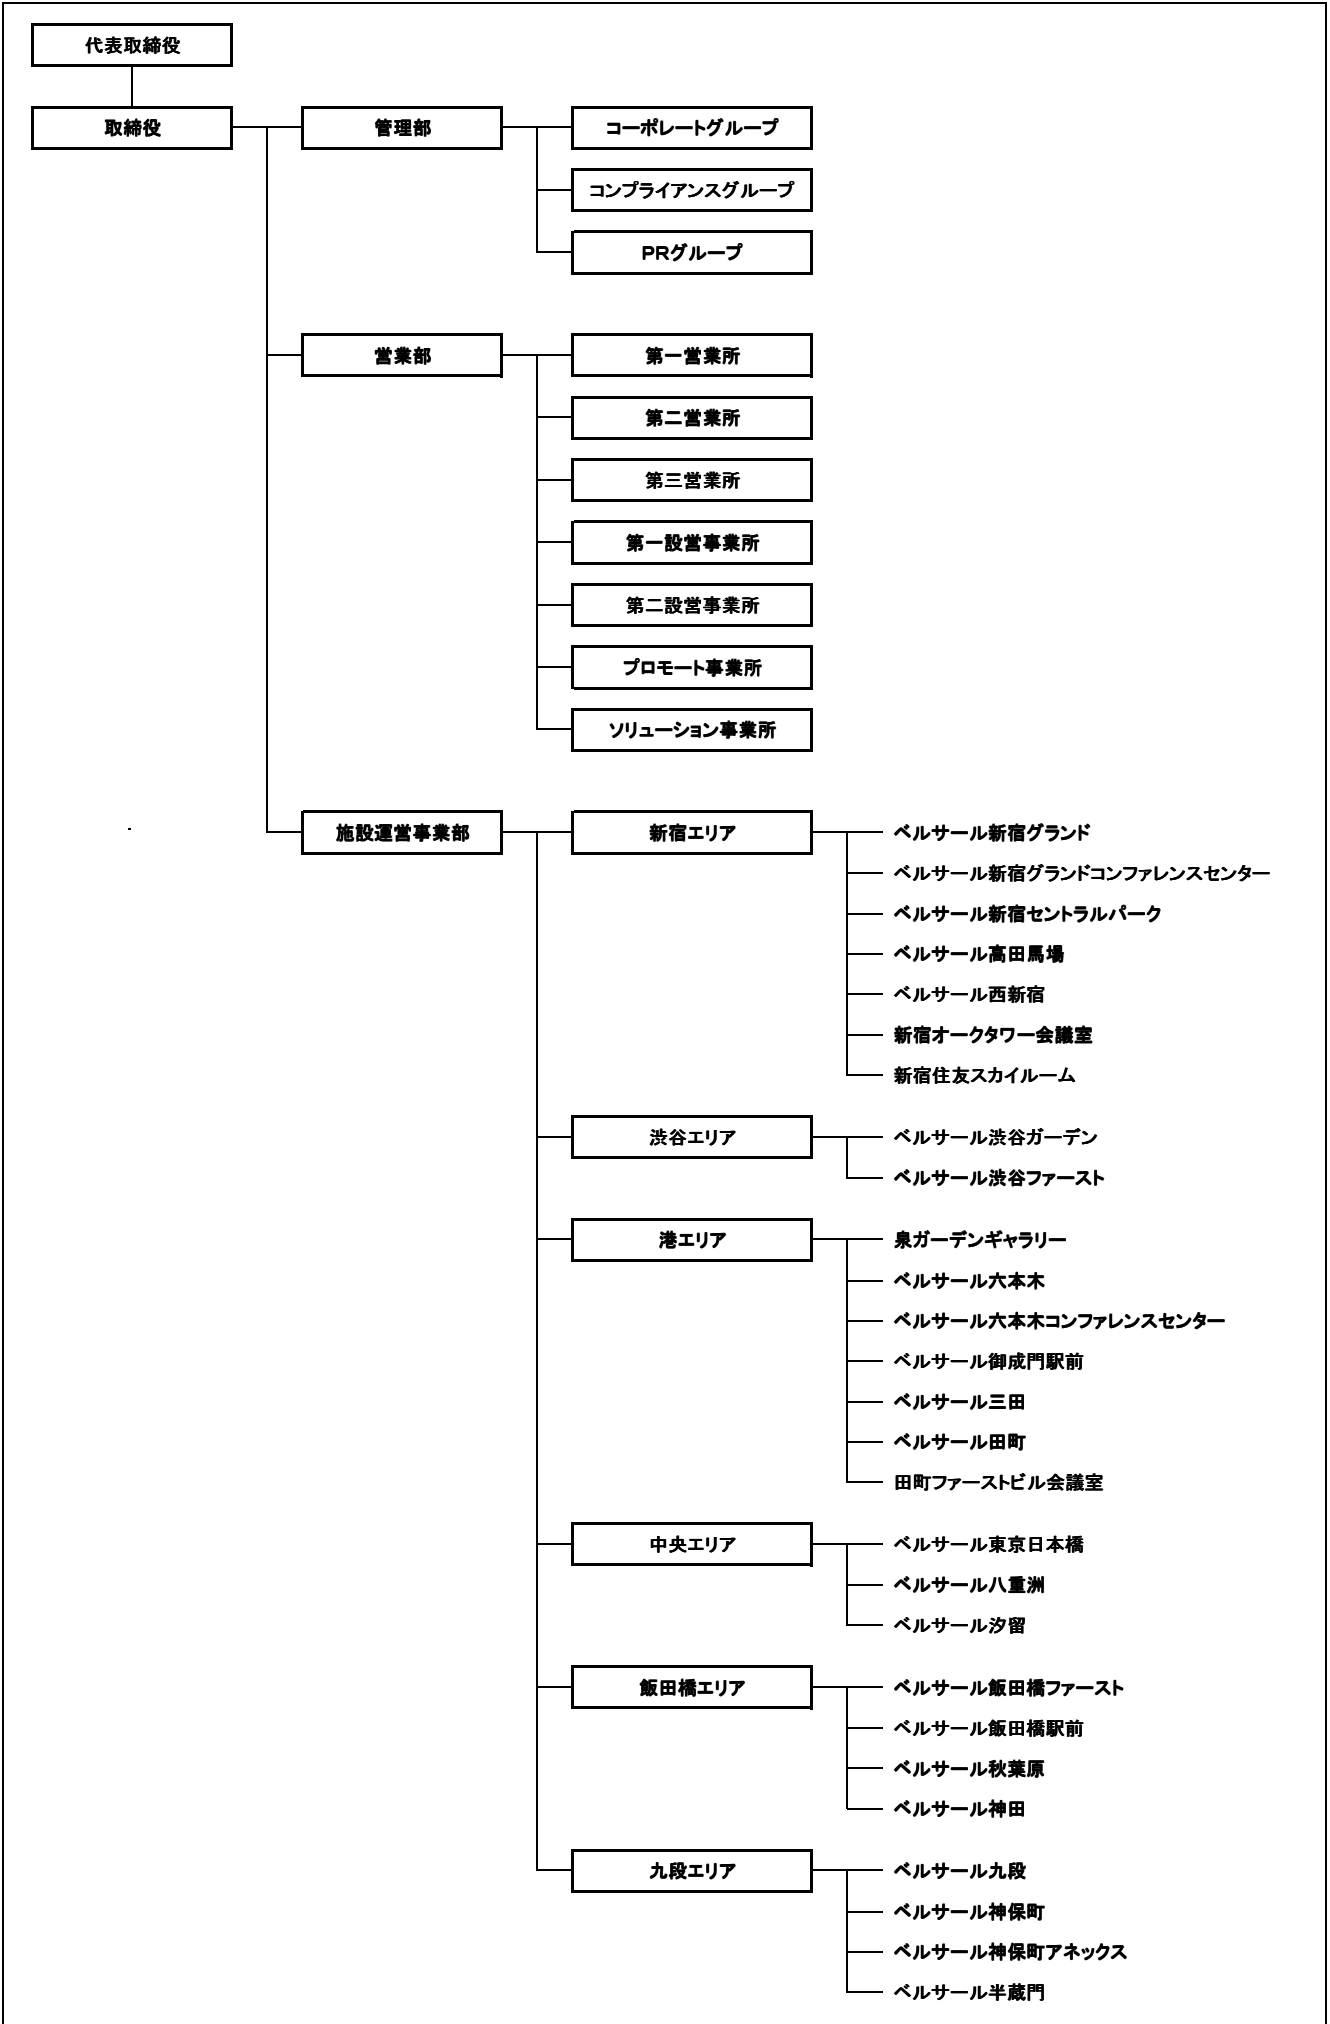 代表取締役
取締役
管理部
コーポレートグループ
コンプライアンスグループ
PRグループ
営業部
第一営業所
第二営業所
第三営業所
第一設営事業所
第二設営事業所
プロモート事業所
ソリューション事業所
施設運営事業部
新宿エリア
ベルサール新宿グランド
ベルサール新宿グランドコンファレンスセンター
ベルサール新宿セントラルパーク
ベルサール高田馬場
ベルサール西新宿
新宿オークタワー会議室
新宿住友スカイルーム
渋谷エリア
ベルサール渋谷ガーデン
ベルサール渋谷ファースト
港エリア
泉ガーデンギャラリー
ベルサール六本木
ベルサール六本木コンファレンスセンター
ベルサール御成門駅前
ベルサール三田
ベルサール田町
田町ファーストビル会議室
中央エリア
ベルサール東京日本橋
ベルサール八重洲
ベルサール汐留
飯田橋エリア
ベルサール飯田橋ファースト
ベルサール飯田橋駅前
ベルサール秋葉原
ベルサール神田
九段エリア
ベルサール九段
ベルサール神保町
ベルサール神保町アネックス
ベルサール半蔵門